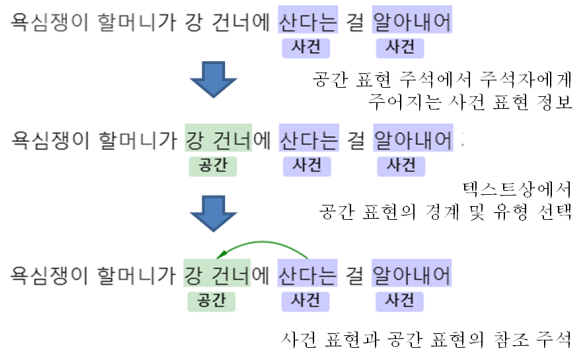 욕심쟁이 할머니가 강 건너에 산다는 걸 알아내어
사건 사건
공간 표현 주석에서 주석자에게
주어지는 사건 표현 정보
욕심쟁이 할머니가 강 건너에 산다는 걸 알아내어
공간 사건 사건
텍스트상에서
공간 표현의 경계 및 유형 선택
욕심쟁이 할머니가 강 건너에 산다는 걸 알아내어
공간 사건 사건
사건 표현과 공간 표현의 참조 주석